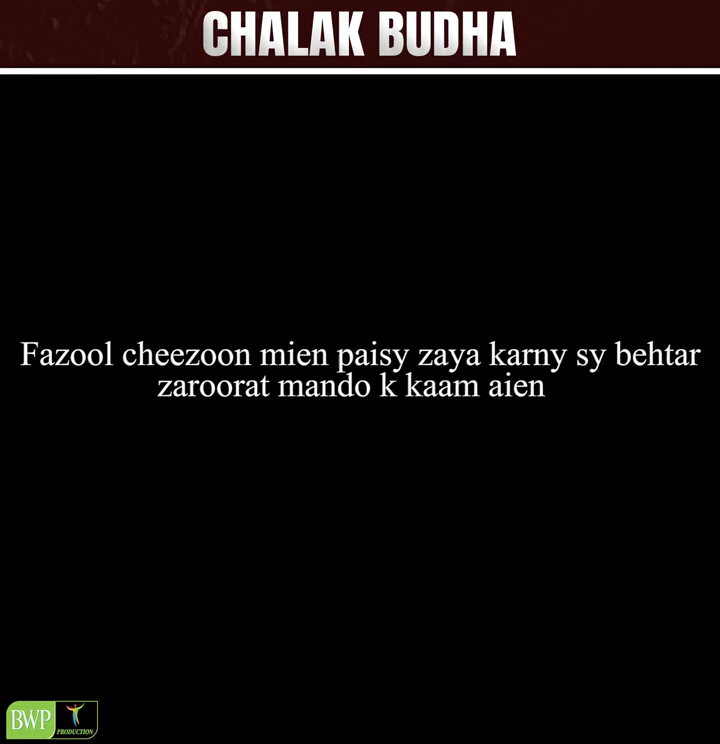 CHALAK BUDHA
Fazool cheezoon mien paisy zaya karny sy behtar
zaroorat mando k kaam aien
BWP
PRODUCTION